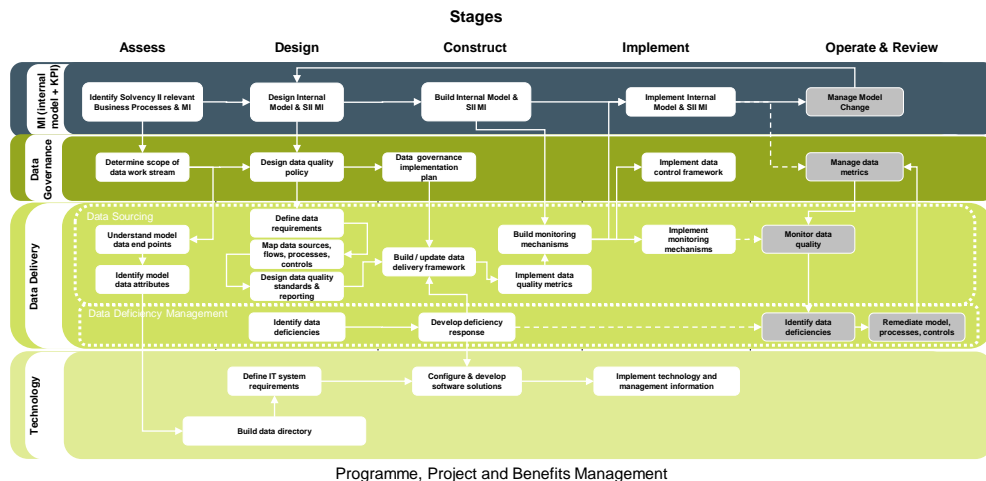 Stages
Assess
Design
Construct
Implement
Operate & Review
MI (internal
model + KPI)
Identify Solvency II relevant
Business Processes & MI
Design Internal
Model & SII MI
Build Internal Model &
SII MI
Implement Internal
Model & SII MI
Manage Model
Change
Data
Governance
Determine scope of
data work stream
Design data quality
policy
Data governance
implementation
plan
Implement data
control framework
Manage data
metrics
Data Delivery
Data Sourcing
Understand model
data end points
Identify model
data attributes
Define data
requirements
Map data sources,
flows, processes,
controls
Design data quality
standards &
reporting
Build / update data
delivery framework
Build monitoring
mechanisms
Implement data
quality metrics
Implement
monitoring
mechanisms
Monitor data
quality
Data Deficiency Management
Identify data
deficiencies
Develop deficiency
response
Identify data
deficiencies
Remediate model,
processes, controls
Technology
Define IT system
requirements
Configure & develop
software solutions
Implement technology and
management information
Build data directory
Programme, Project and Benefits Management